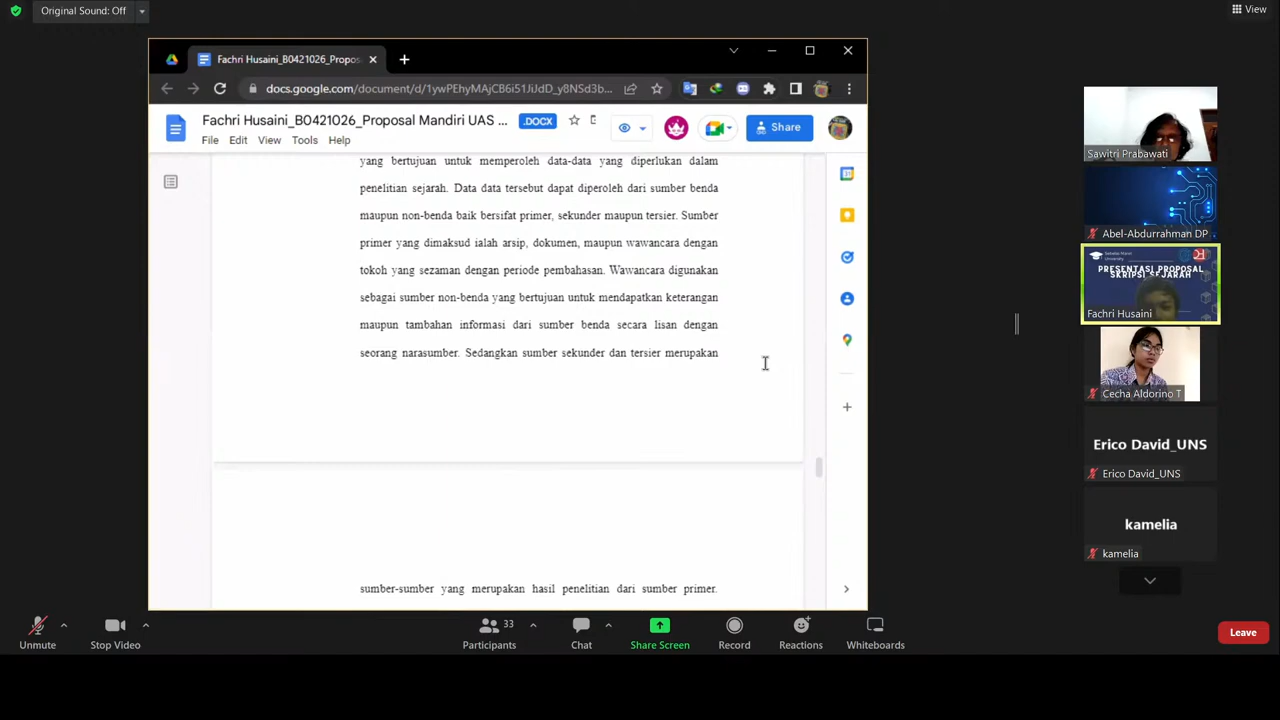 Original Sound: Off
View
Fachri Husaini_B0421026_Propos
docs.google.com/document/d/1ywPEhyMAjCB6i51JiJdD_y8NSd3b...
Fachri Husaini_B0421026_Proposal Mandiri UAS ...
.DOCX
Share
File Edit View Tools Help
yang bertujuan untuk memperoleh data-data yang diperlukan dalam
penelitian sejarah. Data data tersebut dapat diperoleh dari sumber benda
maupun non-benda baik bersifat primer, sekunder maupun tersier. Sumber
primer yang dimaksud ialah arsip, dokumen, maupun wawancara dengan
tokoh yang sezaman dengan periode pembahasan. Wawancara digunakan
sebagai sumber non-benda yang bertujuan untuk mendapatkan keterangan
maupun tambahan informasi dari sumber benda secara lisan dengan
seorang narasumber. Sedangkan sumber sekunder dan tersier merupakan
sumber-sumber yang merupakan hasil penelitian dari sumber primer.
Sawitri Prabawati
Abel-Abdurrahman DP
PRESENTASI PROPOSAL
SKRIPSI SEJARAH
Fachri Husaini
Cecha Aldorino T
Erico David_UNS
Erico David_UNS
kamelia
kamelia
Unmute
Stop Video
33
Participants
Chat
Share Screen
Record
Reactions
Whiteboards
Leave